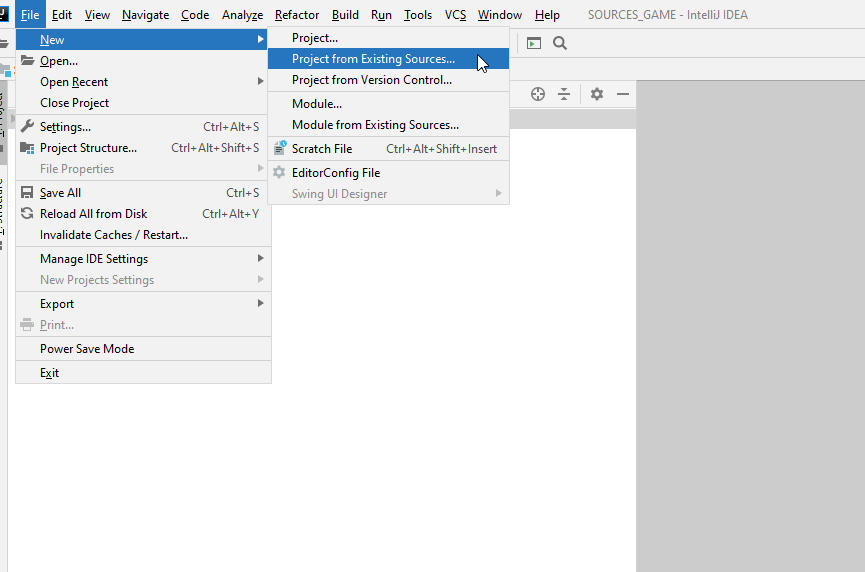 File Edit View Navigate Code Analyze Refactor Build Run Tools VCS Window Help SOURCES_GAME - IntelliJ IDEA
New
Open...
Open Recent
Close Project
Settings... Ctrl+Alt+S
Project Structure... Ctrl+Alt+Shift+S
File Properties
Save All Ctrl+S
Reload All from Disk Ctrl+Alt+Y
Invalidate Caches / Restart...
Manage IDE Settings
New Projects Settings
Export
Print...
Power Save Mode
Exit
Project...
Project from Existing Sources...
Project from Version Control...
Module...
Module from Existing Sources...
Scratch File Ctrl+Alt+Shift+Insert
EditorConfig File
Swing UI Designer